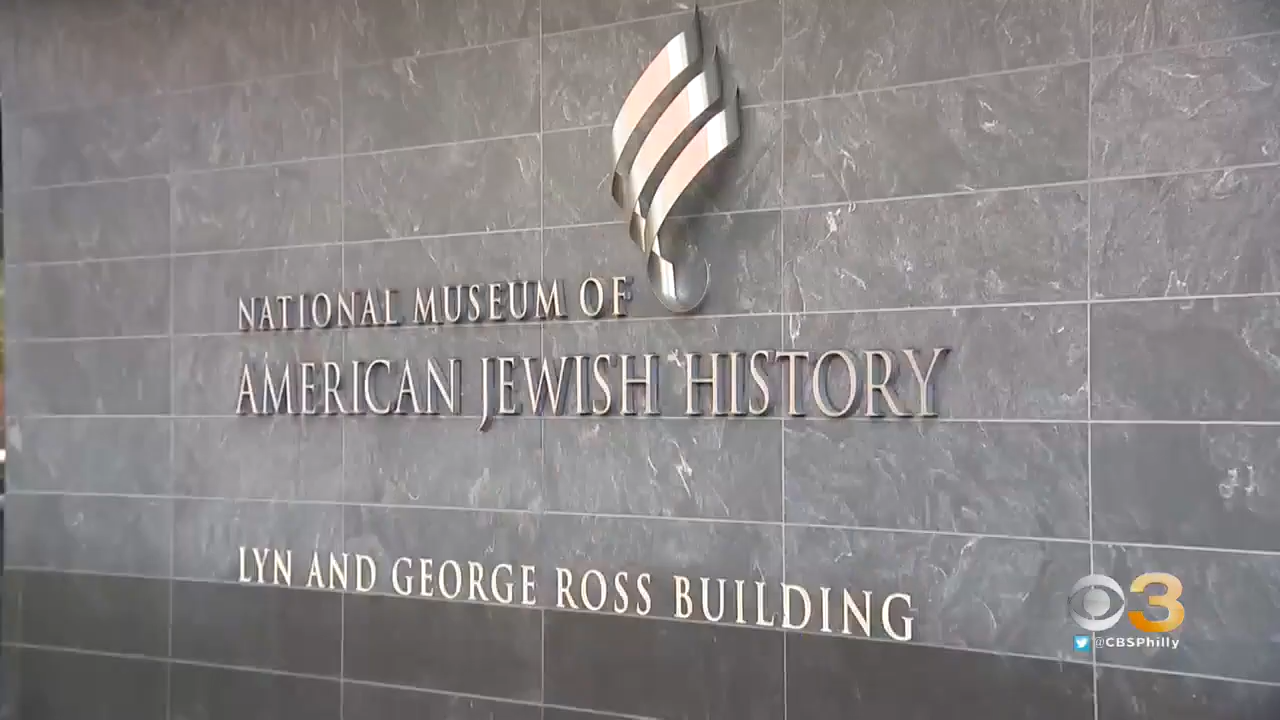 NATIONAL MUSEUM OF
AMERICAN JEWISH HISTORY
LYN AND GEORGE ROSS BUILDING
3
@CBSPhilly